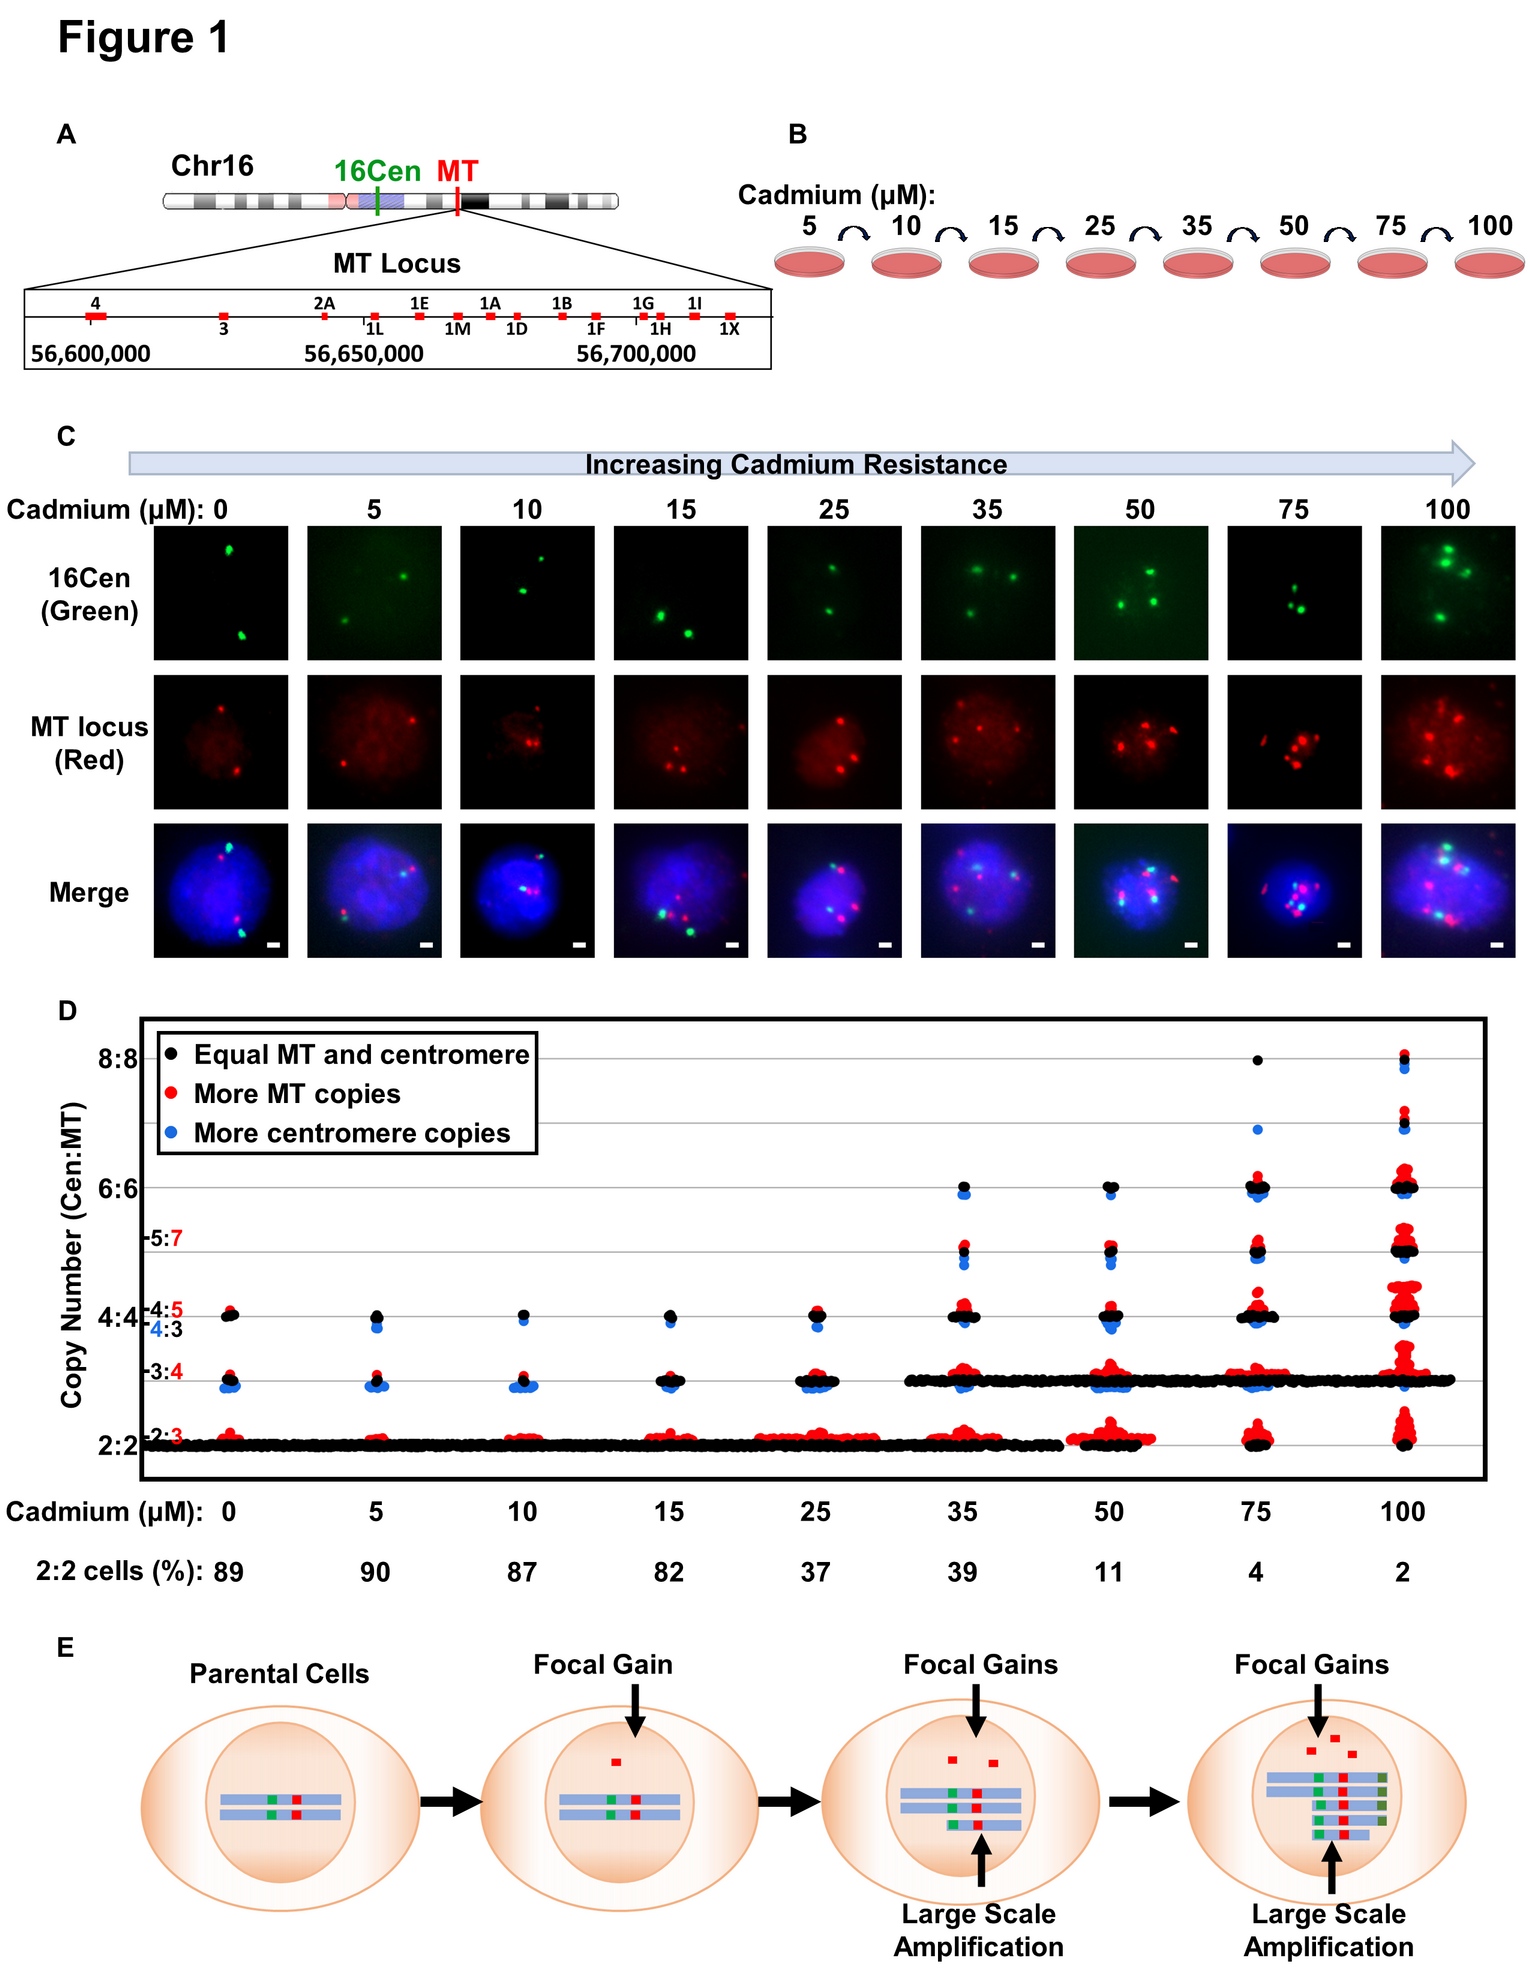 Figure 1
A
Chr16
16Cen
MT
MT Locus
4 2A 1E 1A 1B 1G 1I
3 1L 1M 1D 1F 1H 1X
56,600,000 56,650,000 56,700,000
B
Cadmium (µM):
5 10 15 25 35 50 75 100
C
Increasing Cadmium Resistance
Cadmium (µM): 0 5 10 15 25 35 50 75 100
16Cen
(Green)
MT locus
(Red)
Merge
D
Equal MT and centromere
More MT copies
More centromere copies
Copy Number (Cen:MT)
8:8
6:6
5:7
4:5
4:4
4:3
3:4
2:3
2:2
Cadmium (µM): 0 5 10 15 25 35 50 75 100
2:2 cells (%): 89 90 87 82 37 39 11 4 2
E
Parental Cells
Focal Gain
Focal Gains
Focal Gains
Large Scale
Amplification
Large Scale
Amplification